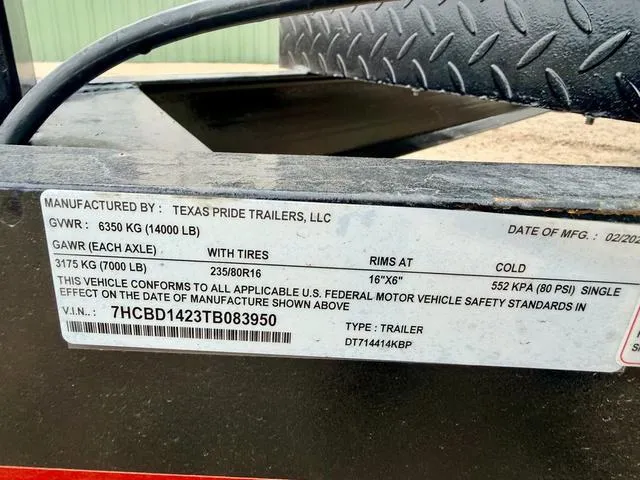 MANUFACTURED BY : TEXAS PRIDE TRAILERS, LLC
GVWR : 6350 KG (14000 LB) DATE OF MFG. : 02/202
GAWR (EACH AXLE) WITH TIRES RIMS AT COLD
3175 KG (7000 LB) 235/80R16 16"X6" 552 KPA (80 PSI) SINGLE
THIS VEHICLE CONFORMS TO ALL APPLICABLE U.S. FEDERAL MOTOR VEHICLE SAFETY STANDARDS IN
EFFECT ON THE DATE OF MANUFACTURE SHOWN ABOVE
V.I.N.. : 7HCBD1423TB083950 TYPE : TRAILER
DT714414KBP